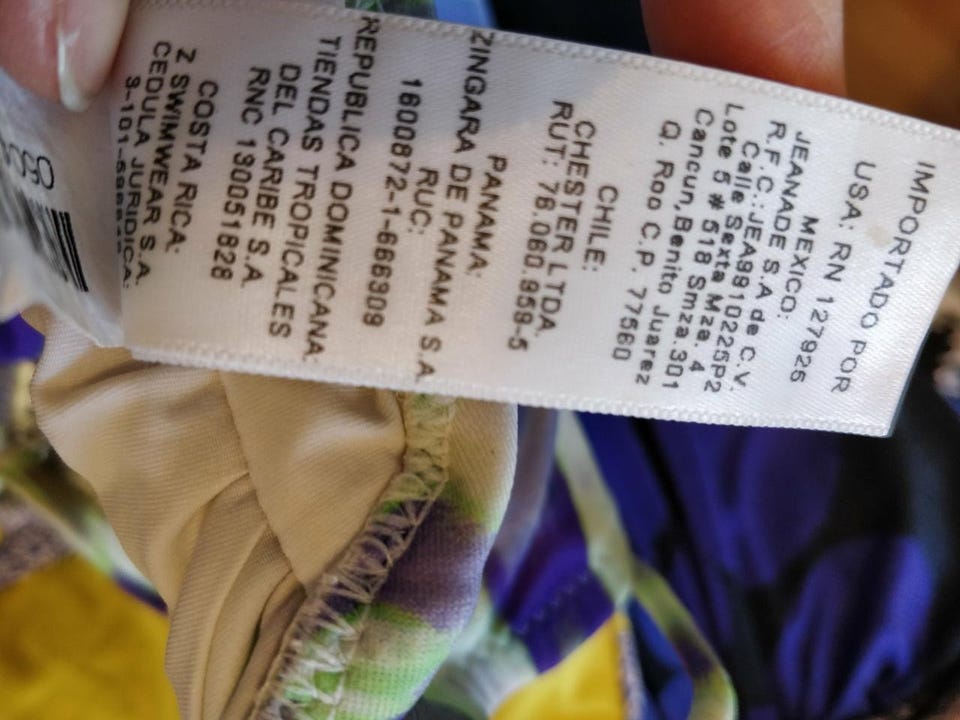 IMPORTADO POR
USA: RN 127926
MEXICO:
JEANADE S.A de C.V.
R.F.C.:JEA9910225P2
Calle Sexta Mza. 4
Lote 5 # 518 Smza.301
Cancun,Benito Juarez
Q. Roo C.P. 77560
CHILE:
CHESTER LTDA.
RUT: 76.060.959-5
PANAMA:
ZINGARA DE PANAMA S.A
RUC:
1600872-1-666909
REPUBLICA DOMINICANA:
TIENDAS TROPICALES
DEL CARIBE S.A.
RNC 130051828
COSTA RICA:
Z SWIMWEAR S.A.
CEDULA JURIDICA: